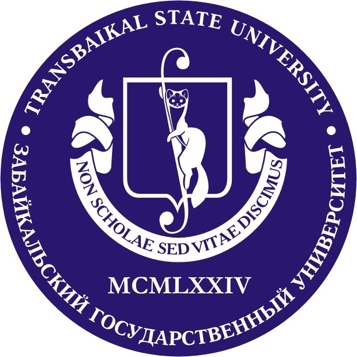 TRANSBAIKAL STATE UNIVERSITY
NON SCHOLAE SED VITAE DISCIMUS
MCMLXXIV
ЗАБАЙКАЛЬСКИЙ ГОСУДАРСТВЕННЫЙ УНИВЕРСИТЕТ